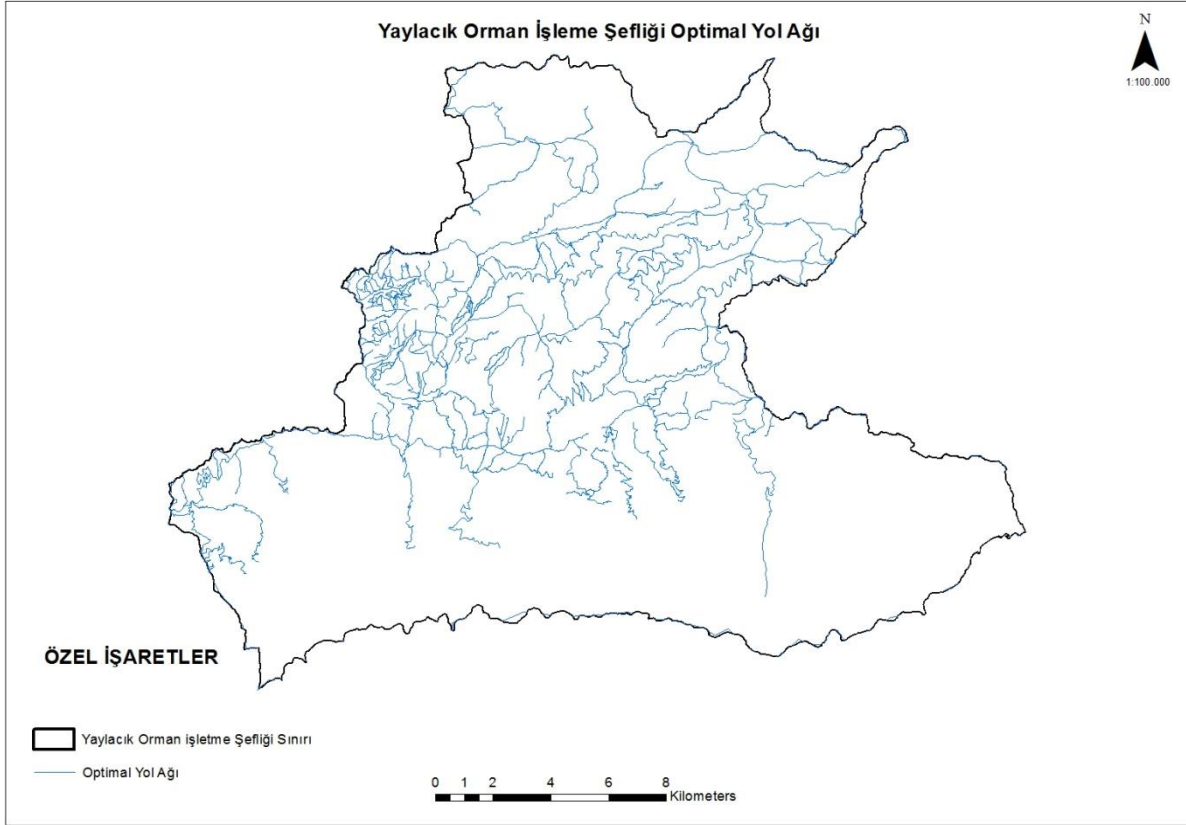 Yaylacık Orman İşleme Şefliği Optimal Yol Ağı
N
1:100.000
ÖZEL İŞARETLER
Yaylacık Orman işletme Şefliği Sınırı
Optimal Yol Ağı
0 1 2 4 6 8
Kilometers